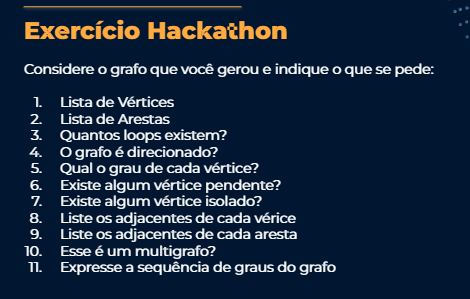 Exercício Hackathon
Considere o grafo que você gerou e indique o que se pede:
1. Lista de Vértices
2. Lista de Arestas
3. Quantos loops existem?
4. O grafo é direcionado?
5. Qual o grau de cada vértice?
6. Existe algum vértice pendente?
7. Existe algum vértice isolado?
8. Liste os adjacentes de cada vérice
9. Liste os adjacentes de cada aresta
10. Esse é um multigrafo?
11. Expresse a sequência de graus do grafo